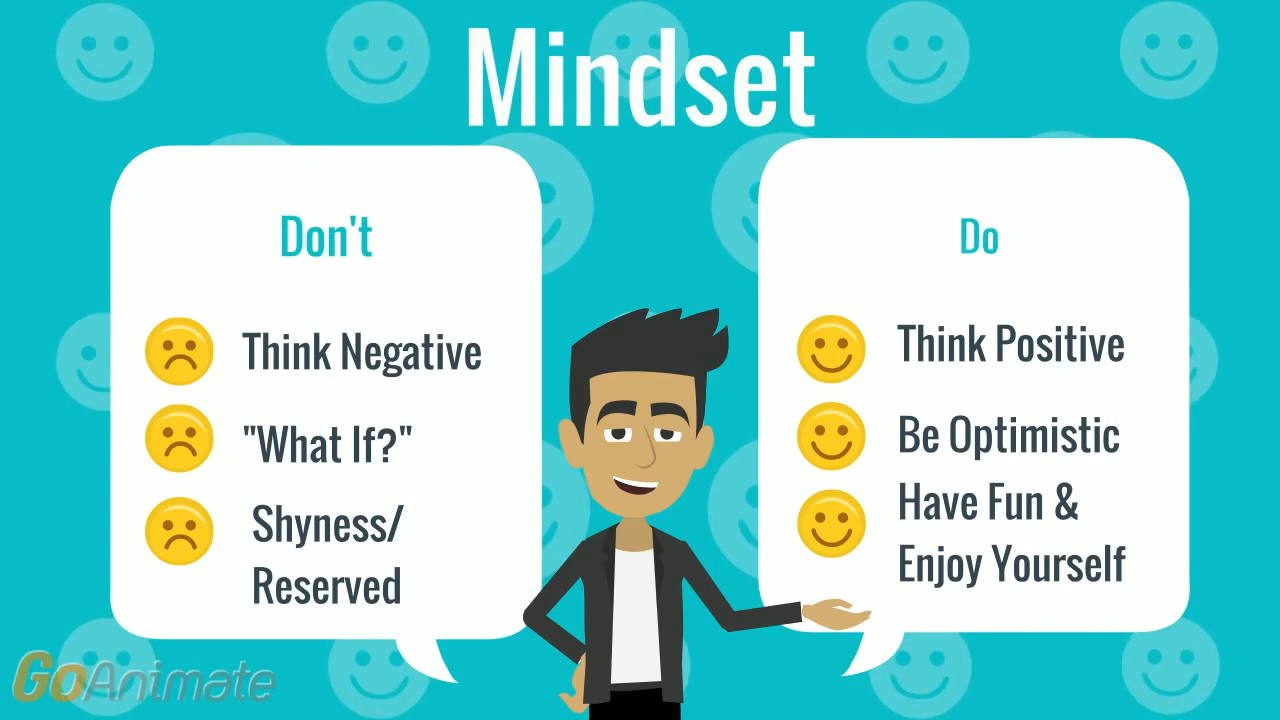 Mindset
Don't
Think Negative
"What If?"
Shyness/
Reserved
Do
Think Positive
Be Optimistic
Have Fun &
Enjoy Yourself
GoAnimate